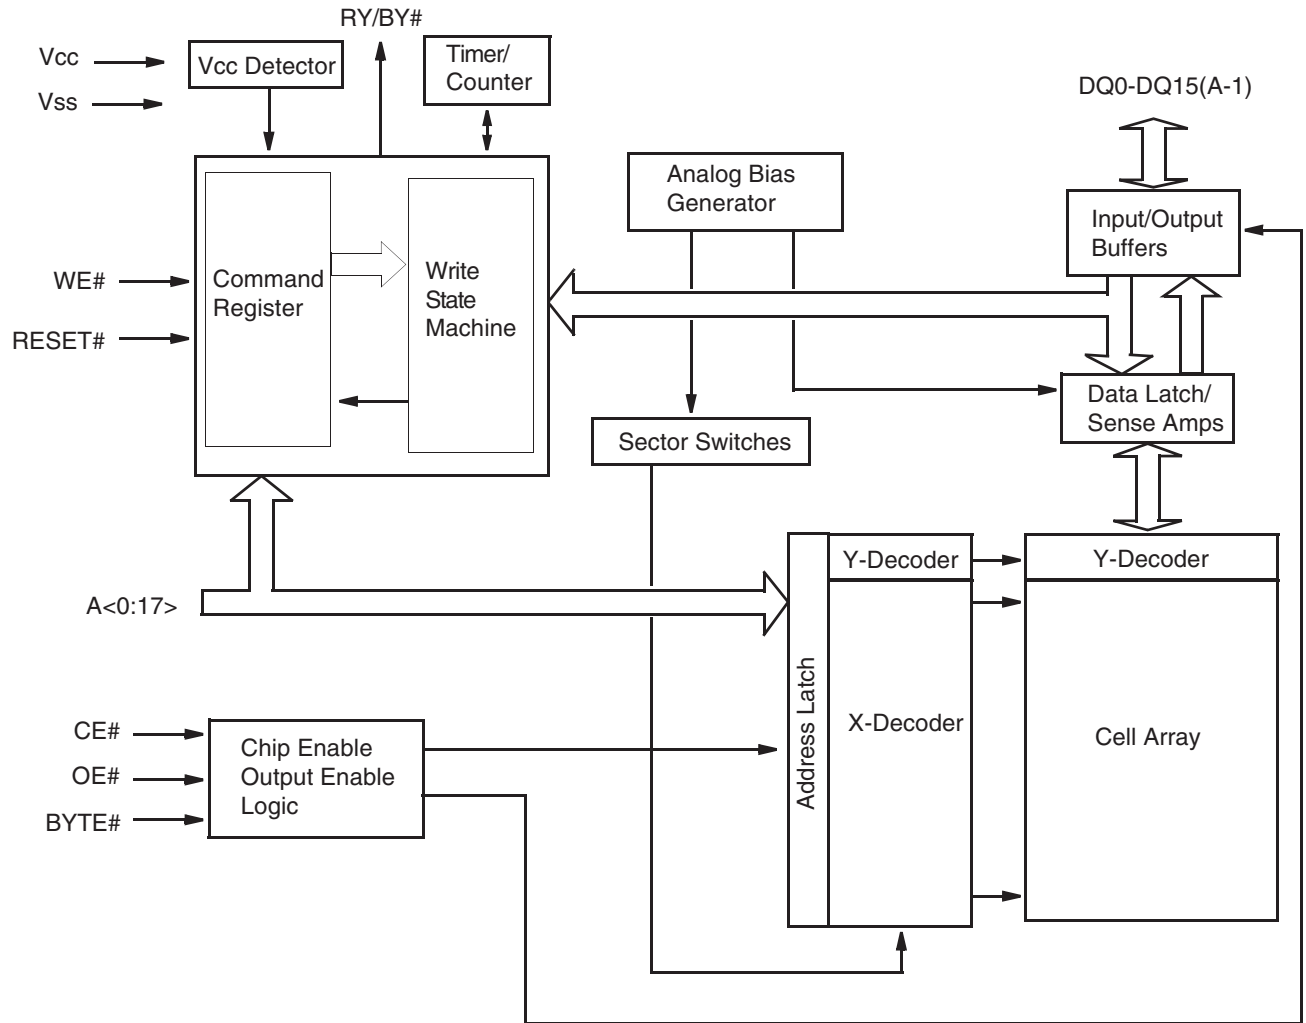 RY/BY#
Vcc
Vss
Vcc Detector
Timer/
Counter
DQ0-DQ15(A-1)
Analog Bias
Generator
Input/Output
Buffers
WE#
RESET#
Command
Register
Write
State
Machine
Data Latch/
Sense Amps
Sector Switches
Y-Decoder
Y-Decoder
A<0:17>
Address Latch
X-Decoder
Cell Array
CE#
OE#
BYTE#
Chip Enable
Output Enable
Logic